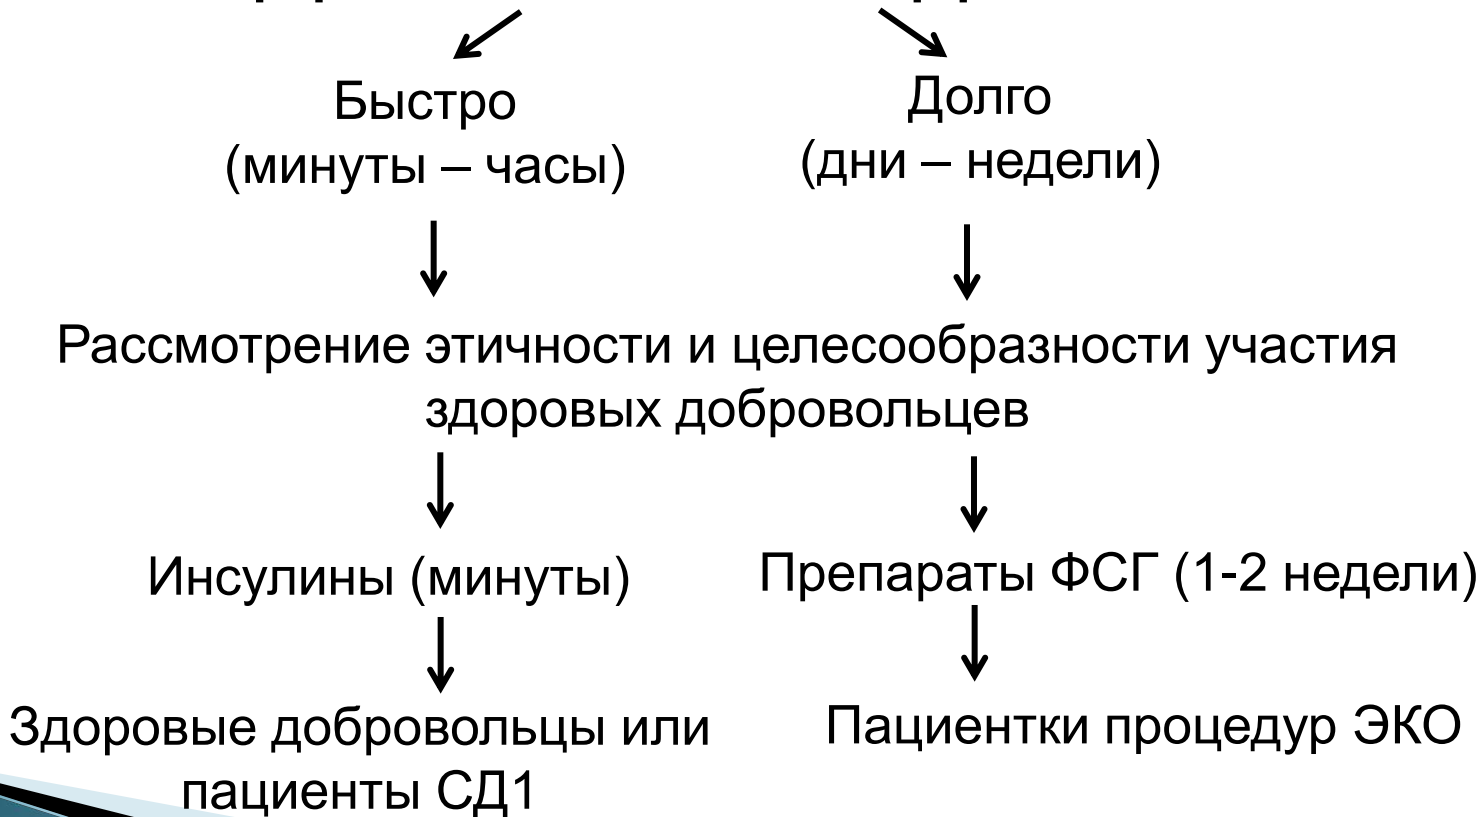 Быстро
(минуты – часы)
Долго
(дни – недели)
Рассмотрение этичности и целесообразности участия
здоровых добровольцев
Инсулины (минуты)
Препараты ФСГ (1-2 недели)
Здоровые добровольцы или
пациенты СД1
Пациентки процедур ЭКО